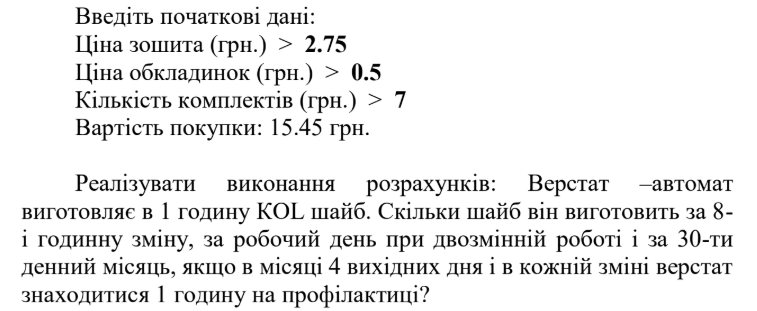 Введіть початкові дані:
Ціна зошита (грн.) > 2.75
Ціна обкладинок (грн.) > 0.5
Кількість комплектів (грн.) > 7
Вартість покупки: 15.45 грн.
Реалізувати виконання розрахунків: Верстат –автомат
виготовляє в 1 годину KOL шайб. Скільки шайб він виготовить за 8-
і годинну зміну, за робочий день при двозмінній роботі і за 30-ти
денний місяць, якщо в місяці 4 вихідних дня і в кожній зміні верстат
знаходитися 1 годину на профілактиці?